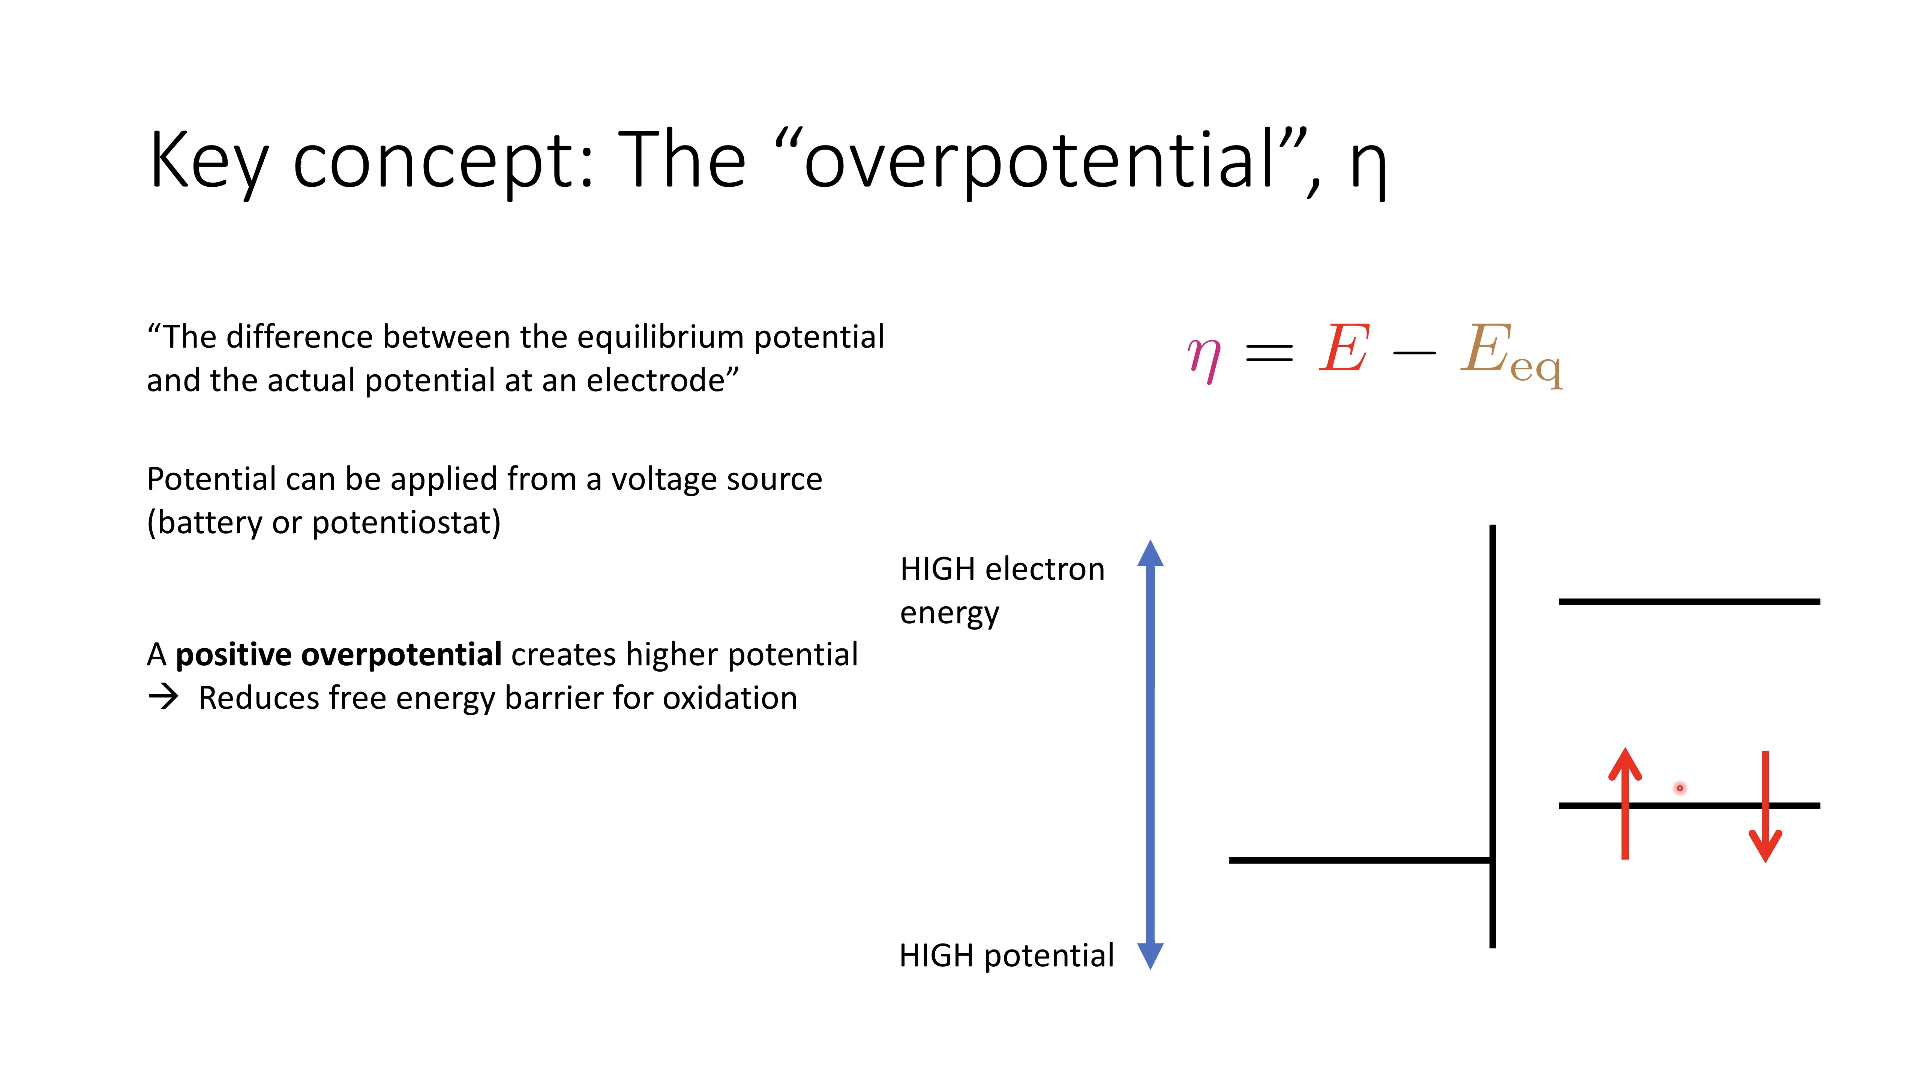 Key concept: The “overpotential”, η
“The difference between the equilibrium potential
and the actual potential at an electrode”
η = E − E_eq
Potential can be applied from a voltage source
(battery or potentiostat)
HIGH electron
energy
A positive overpotential creates higher potential
→ Reduces free energy barrier for oxidation
HIGH potential